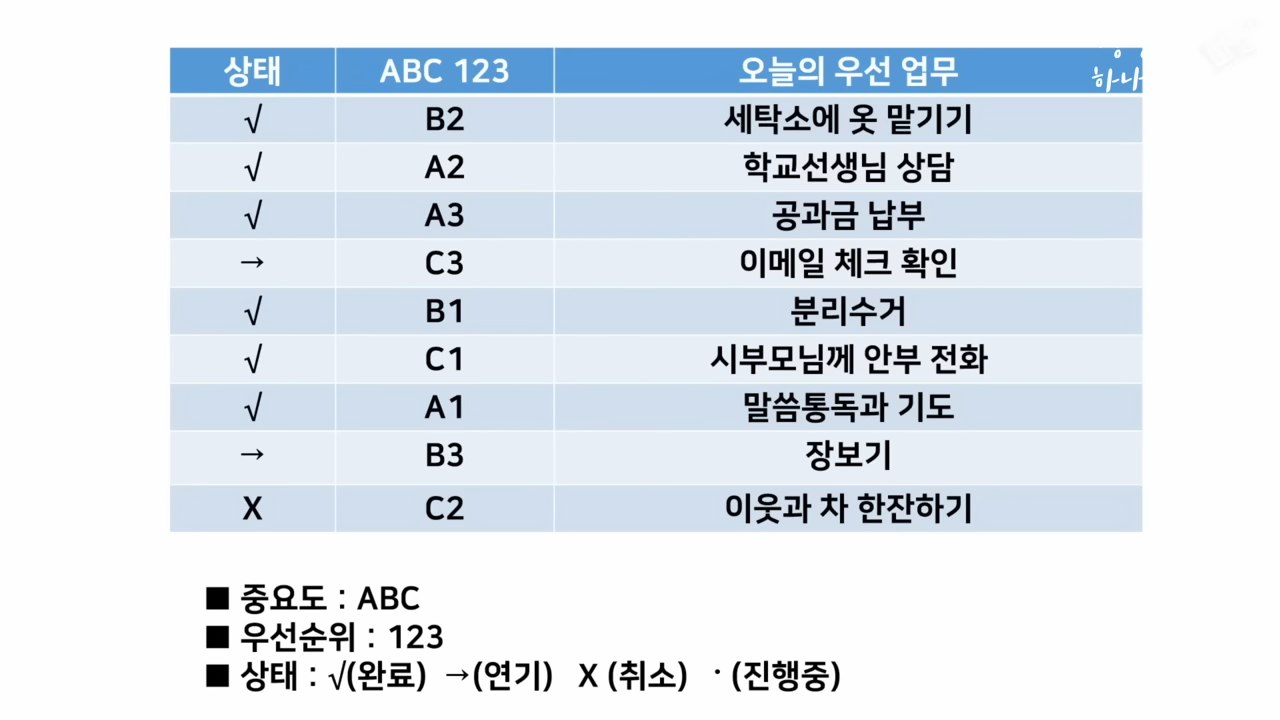 상태 ABC 123 오늘의 우선 업무
하나
√ B2 세탁소에 옷 맡기기
√ A2 학교선생님 상담
√ A3 공과금 납부
→ C3 이메일 체크 확인
√ B1 분리수거
√ C1 시부모님께 안부 전화
√ A1 말씀통독과 기도
→ B3 장보기
X C2 이웃과 차 한잔하기
■ 중요도 : ABC
■ 우선순위 : 123
■ 상태 : √(완료) →(연기) X (취소) · (진행중)